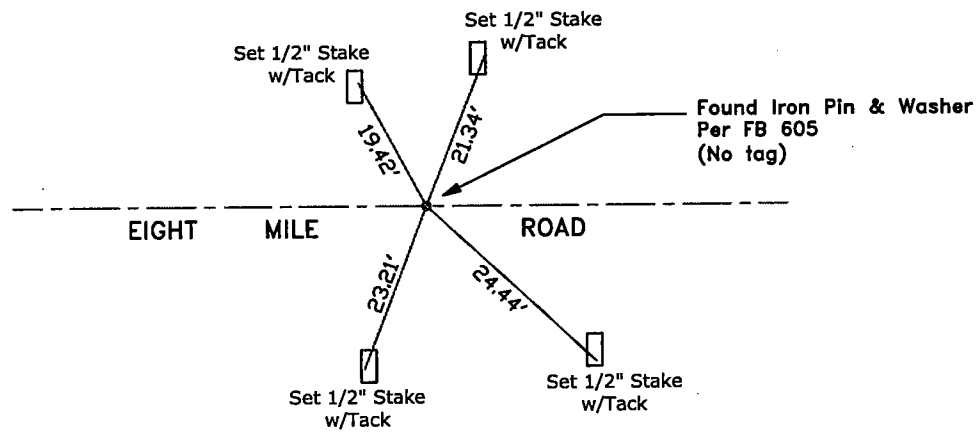 Set 1/2" Stake
w/Tack
Set 1/2" Stake
w/Tack
Found Iron Pin & Washer
Per FB 605
(No tag)
19.42'
21.34'
EIGHT MILE ROAD
23.21'
24.44'
Set 1/2" Stake
w/Tack
Set 1/2" Stake
w/Tack